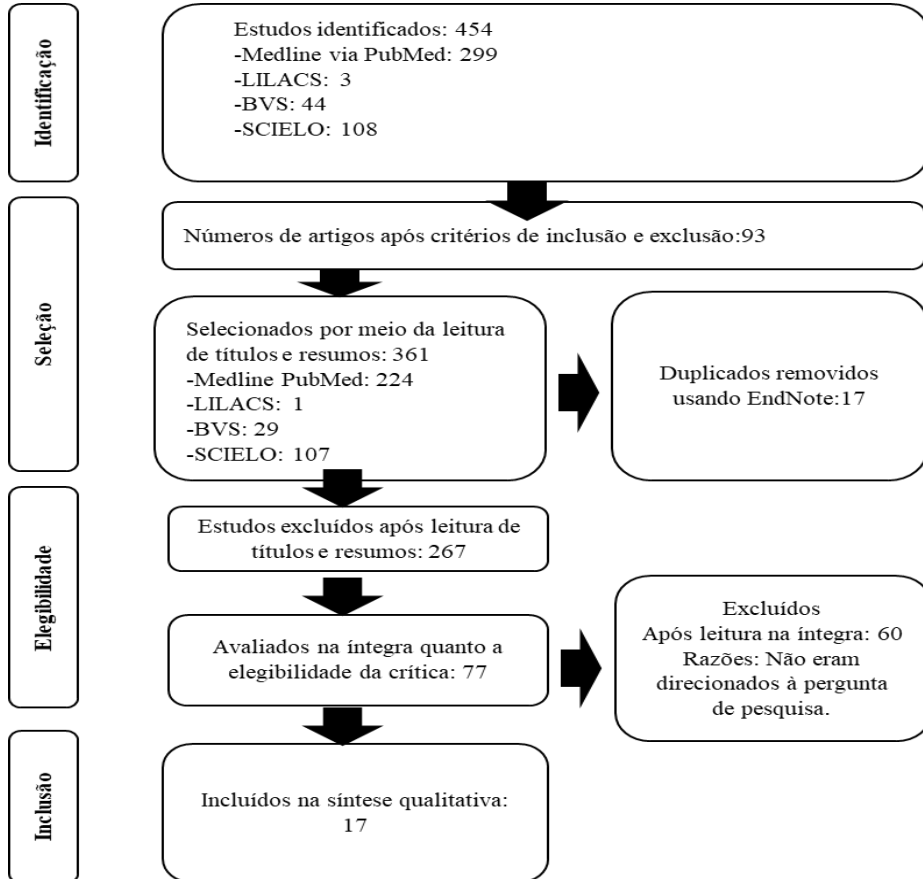 Identificação
Estudos identificados: 454
-Medline via PubMed: 299
-LILACS: 3
-BVS: 44
-SCIELO: 108
Seleção
Números de artigos após critérios de inclusão e exclusão:93
Selecionados por meio da leitura
de títulos e resumos: 361
-Medline PubMed: 224
-LILACS: 1
-BVS: 29
-SCIELO: 107
Duplicados removidos
usando EndNote:17
Elegibilidade
Estudos excluídos após leitura de
títulos e resumos: 267
Avaliados na íntegra quanto a
elegibilidade da crítica: 77
Excluídos
Após leitura na íntegra: 60
Razões: Não eram
direcionados à pergunta
de pesquisa.
Inclusão
Incluídos na síntese qualitativa:
17